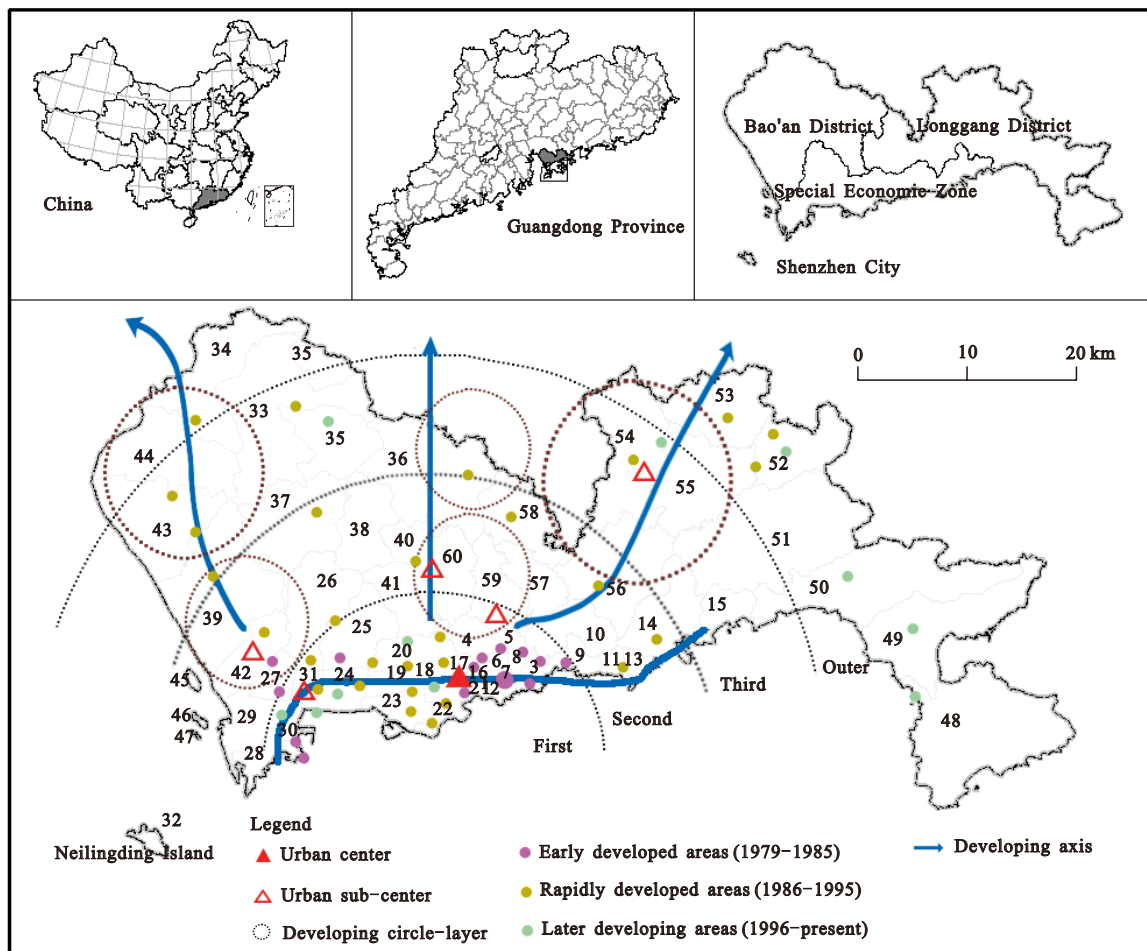 China
Guangdong Province
Bao'an District
Longgang District
Special Economic Zone
Shenzhen City
0 10 20 km
34
35
33
35
44
36
37
43
38
40
60
41
26
39
25
42
27
31
24
45
46
47
29
28
30
20
19
18
17
16
4
5
6
8
3
9
7
21
12
23
22
10
11
13
14
15
59
57
58
56
54
53
52
55
51
50
49
48
32
First
Second
Third
Outer
Neilingding Island
Legend
Urban center
Urban sub-center
Developing circle-layer
Early developed areas (1979-1985)
Rapidly developed areas (1986-1995)
Later developing areas (1996-present)
Developing axis